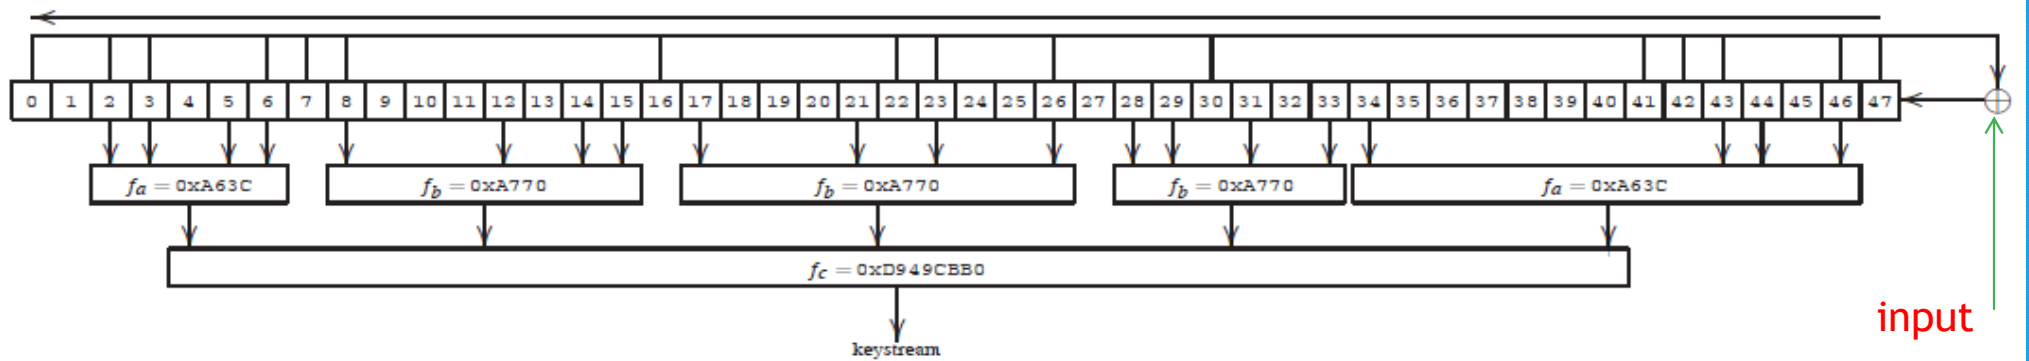 0 1 2 3 4 5 6 7 8 9 10 11 12 13 14 15 16 17 18 19 20 21 22 23 24 25 26 27 28 29 30 31 32 33 34 35 36 37 38 39 40 41 42 43 44 45 46 47
fa = 0xA63C fb = 0xA770 fb = 0xA770 fb = 0xA770 fa = 0xA63C
fc = 0xD949CBB0
input
keystream